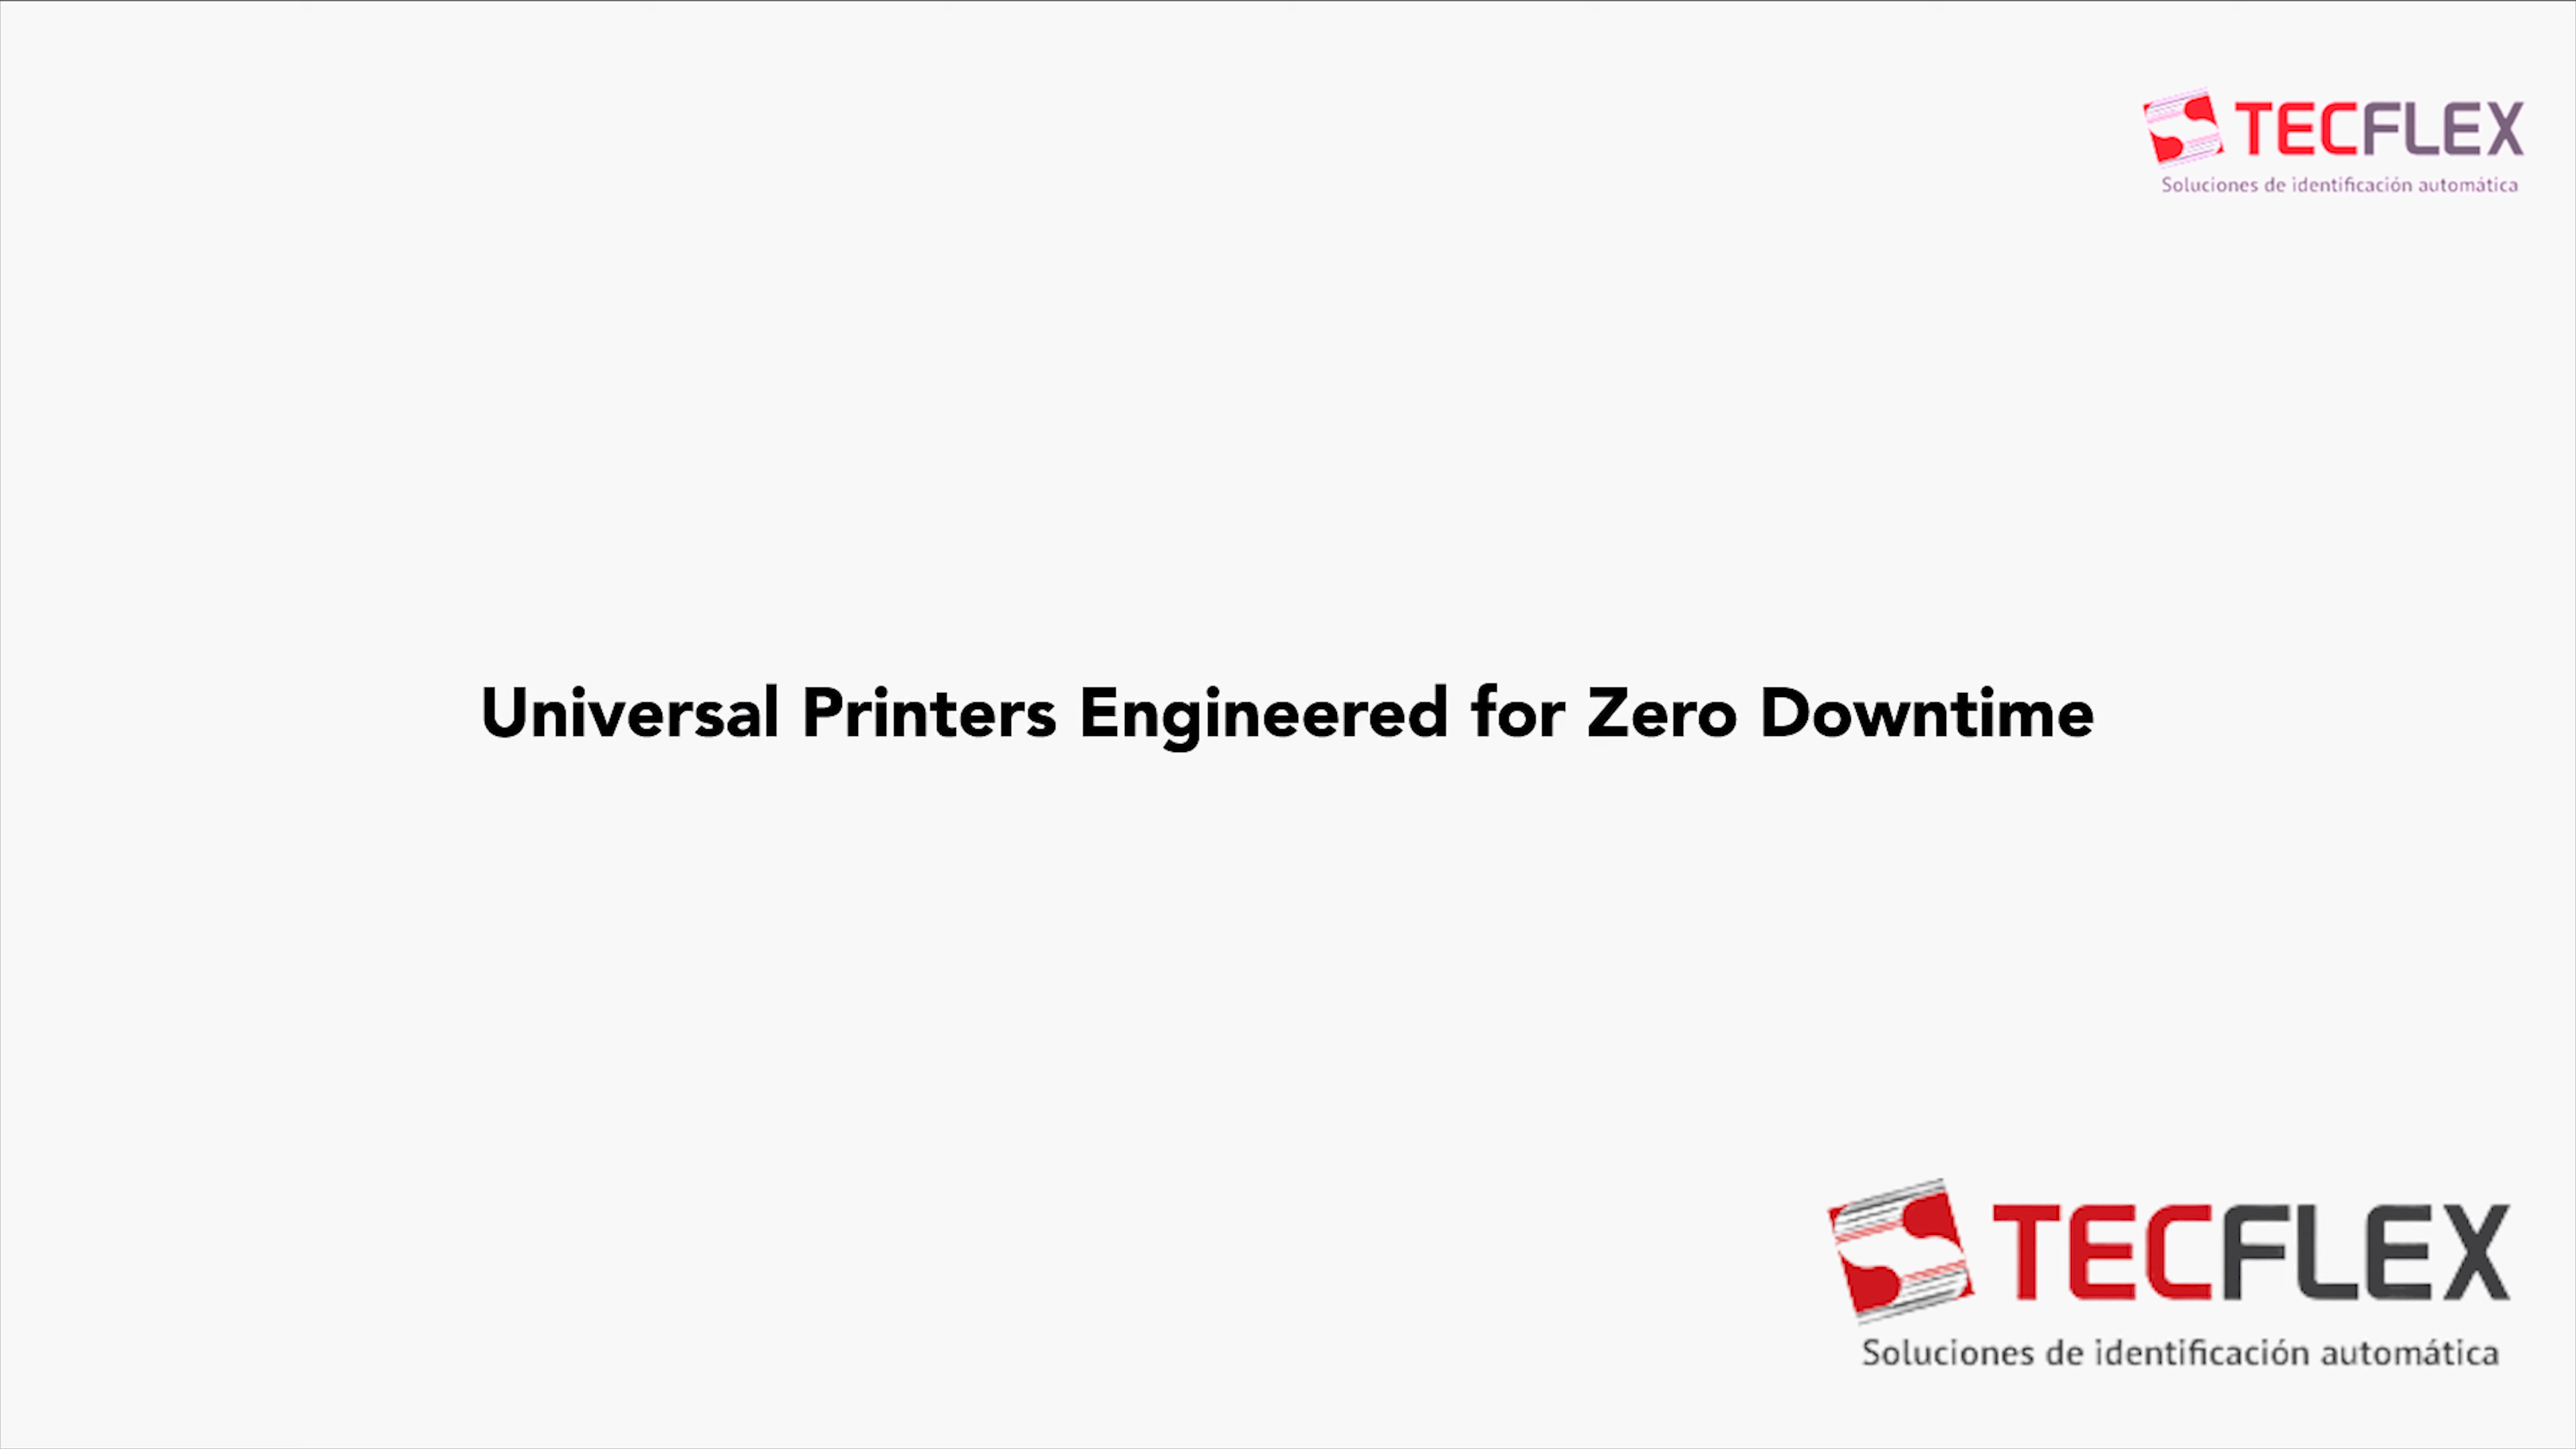 TECFLEX
Soluciones de identificación automática
Universal Printers Engineered for Zero Downtime
TECFLEX
Soluciones de identificación automática